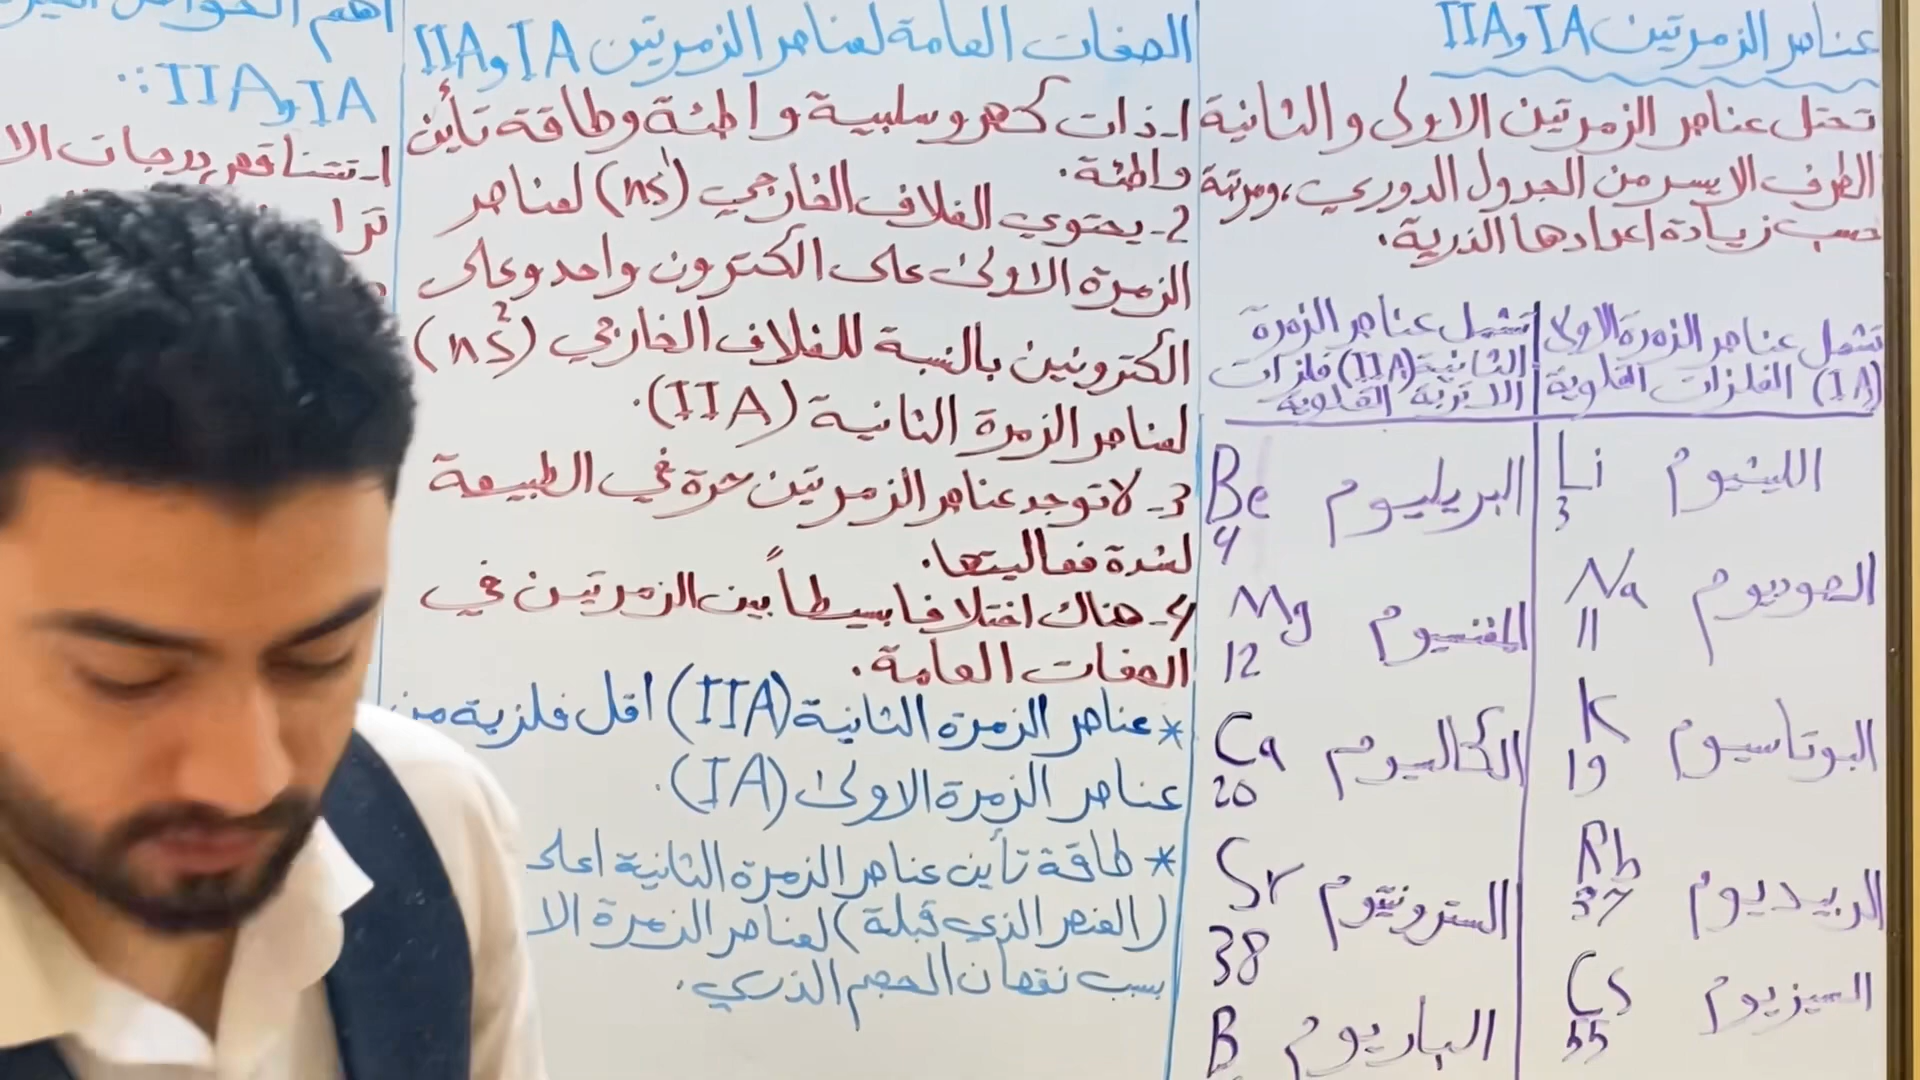 عناصر الزمرتين IA و IIA
تحتل عناصر الزمرتين الاولى والثانية
الطرف الايسر من الجدول الدوري، ومرتبة
حسب زيادة اعدادها الذرية.
تشمل عناصر الزمرة الاولى
(IA) الفلزات القلوية
الليثيوم Li
3
الصوديوم Na
11
البوتاسيوم K
19
الربيديوم Rb
37
السيزيوم Cs
55
تشمل عناصر الزمرة
الثانية (IIA) فلزات
الاتربة القلوية
البريليوم Be
4
المغنسيوم Mg
12
الكالسيوم Ca
20
السترونتيوم Sr
38
الباريوم B
الصفات العامة لعناصر الزمرتين IA و IIA
1- ذات كهروسلبية واطئة وطاقة تأين
واطئة.
2- يحتوي الغلاف الخارجي (ns¹) لعناصر
الزمرة الاولى على الكترون واحد وعلى
الكترونين بالنسبة للغلاف الخارجي (ns²)
لعناصر الزمرة الثانية (IIA).
3- لا توجد عناصر الزمرتين حرة في الطبيعة
لشدة فعاليتها.
4- هناك اختلافا بسيطاً بين الزمرتين في
الصفات العامة.
* عناصر الزمرة الثانية (IIA) اقل فلزية من
عناصر الزمرة الاولى (IA).
* طاقة تأين عناصر الزمرة الثانية اعلى
(العنصر الذي قبلة) لعناصر الزمرة الا
بسبب نقصان الحجم الذري.
اهم الخواص
IA و IIA:
1- تتناقص درجات الا